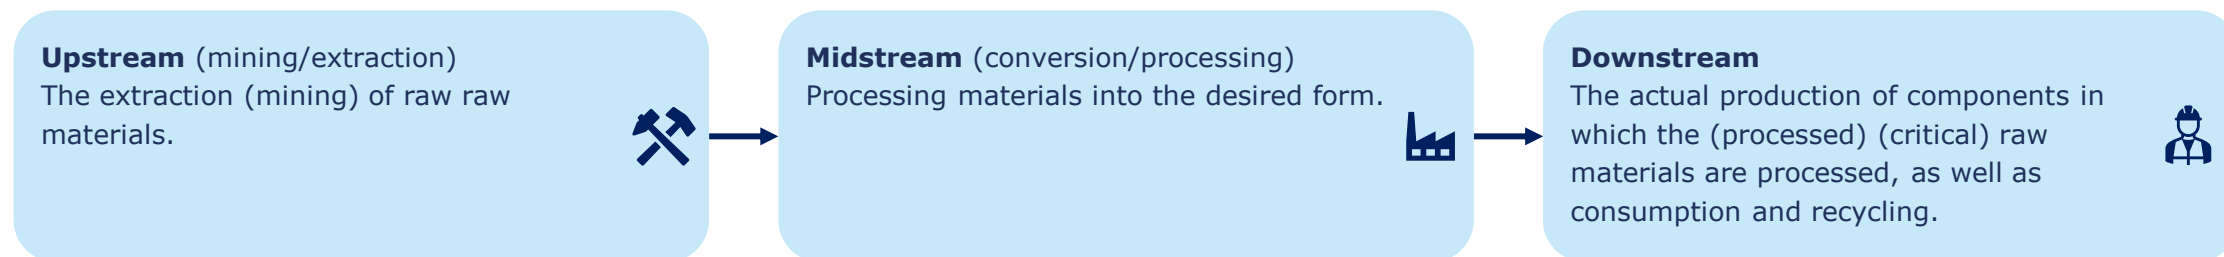 Upstream (mining/extraction)
The extraction (mining) of raw raw
materials.
Midstream (conversion/processing)
Processing materials into the desired form.
Downstream
The actual production of components in
which the (processed) (critical) raw
materials are processed, as well as
consumption and recycling.